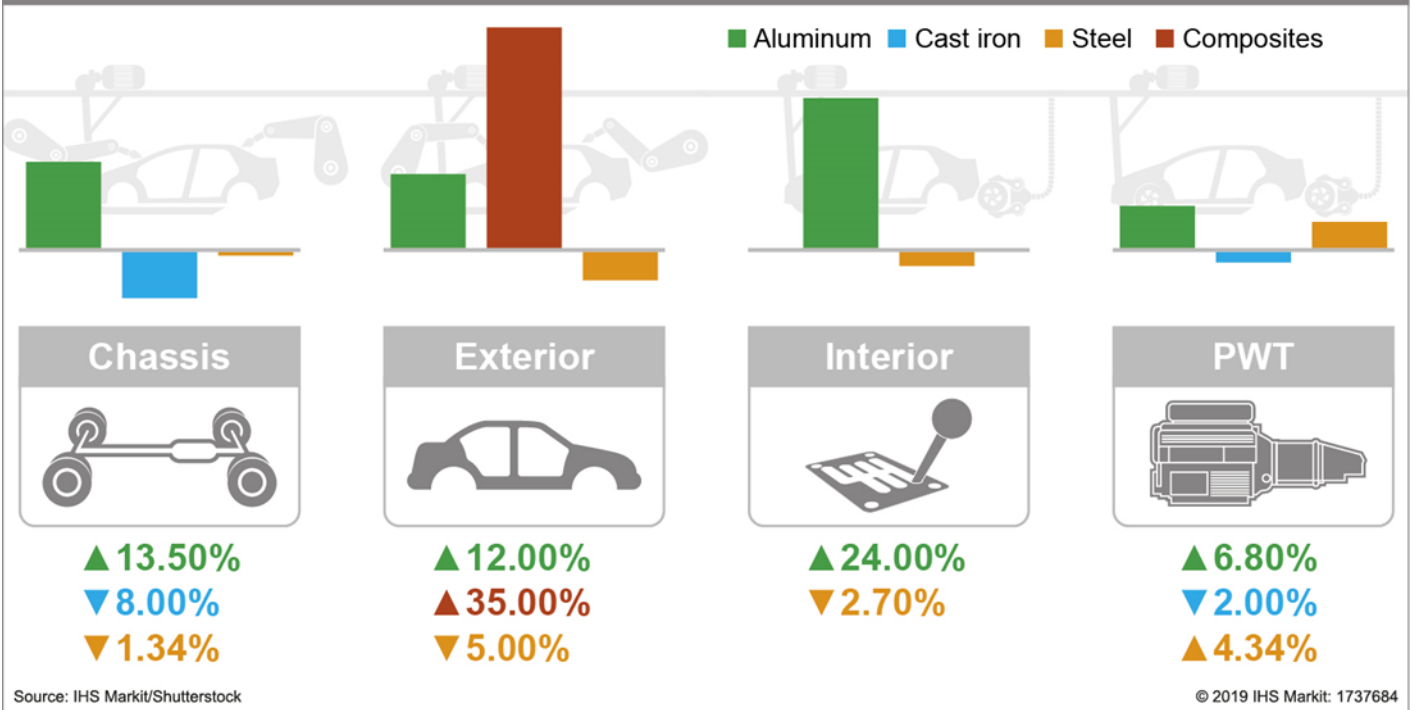 Aluminum Cast iron Steel Composites
Chassis
Exterior
Interior
PWT
▲13.50%
▼8.00%
▼1.34%
▲12.00%
▲35.00%
▼5.00%
▲24.00%
▼2.70%
▲6.80%
▼2.00%
▲4.34%
Source: IHS Markit/Shutterstock
© 2019 IHS Markit: 1737684